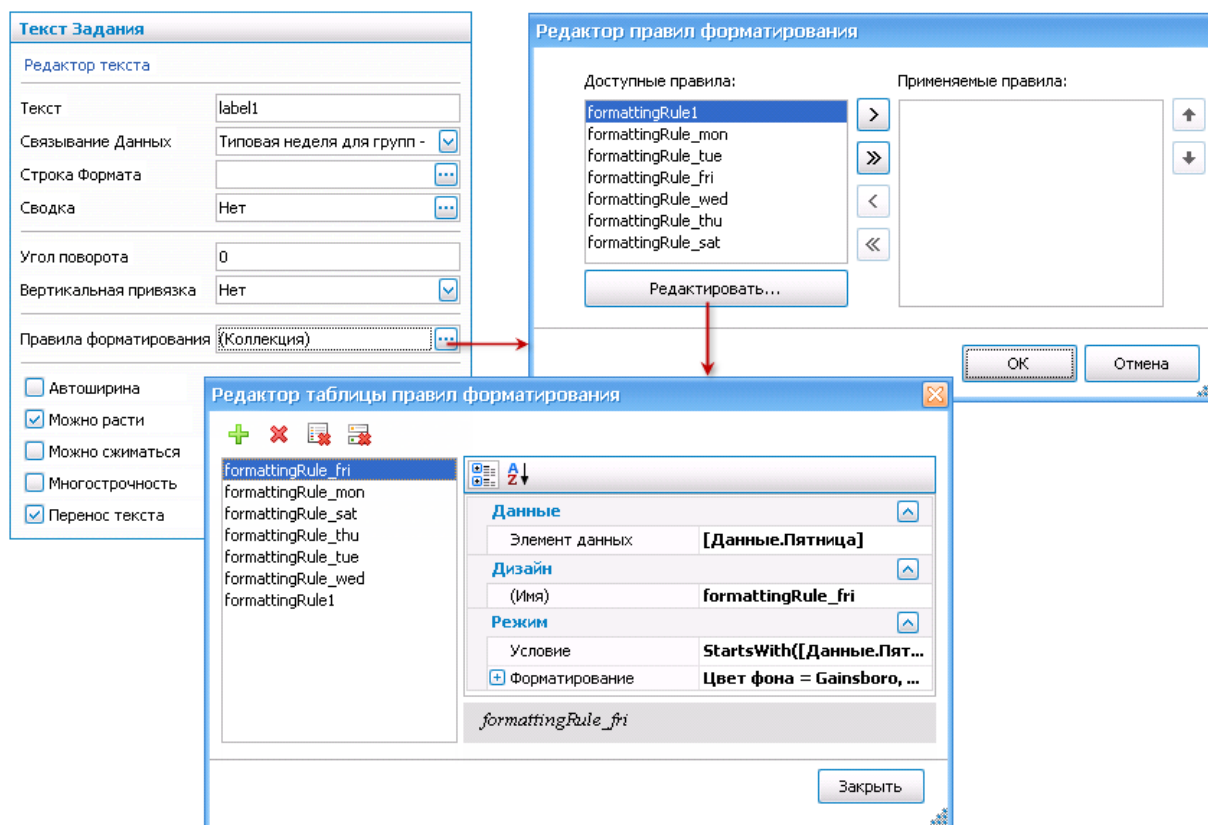 Текст Задания
Редактор текста
Текст label1
Связывание Данных Типовая неделя для групп -
Строка Формата
Сводка Нет
Угол поворота 0
Вертикальная привязка Нет
Правила форматирования (Коллекция)
Автоширина
Можно расти
Можно сжиматься
Многострочность
Перенос текста
Редактор правил форматирования
Доступные правила: Применяемые правила:
formattingRule1
formattingRule_mon
formattingRule_tue
formattingRule_fri
formattingRule_wed
formattingRule_thu
formattingRule_sat
Редактировать...
ОК Отмена
Редактор таблицы правил форматирования
formattingRule_fri
formattingRule_mon
formattingRule_sat
formattingRule_thu
formattingRule_tue
formattingRule_wed
formattingRule1
Данные
Элемент данных [Данные.Пятница]
Дизайн
(Имя) formattingRule_fri
Режим
Условие StartsWith([Данные.Пят...
Форматирование Цвет фона = Gainsboro, ...
formattingRule_fri
Закрыть